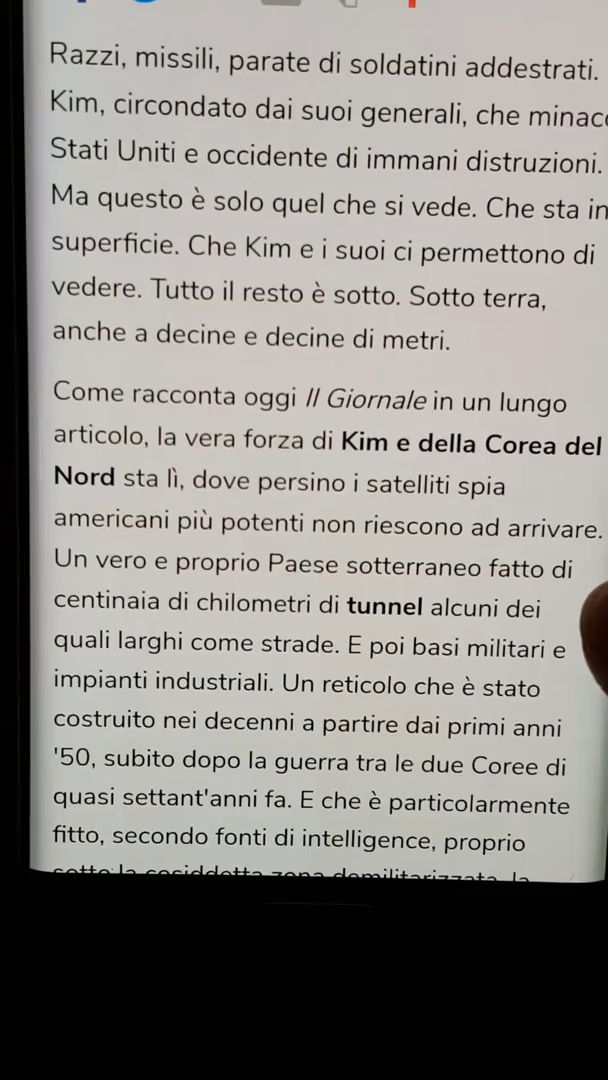 Razzi, missili, parate di soldatini addestrati.
Kim, circondato dai suoi generali, che minacc
Stati Uniti e occidente di immani distruzioni.
Ma questo è solo quel che si vede. Che sta in
superficie. Che Kim e i suoi ci permettono di
vedere. Tutto il resto è sotto. Sotto terra,
anche a decine e decine di metri.
Come racconta oggi Il Giornale in un lungo
articolo, la vera forza di Kim e della Corea del
Nord sta lì, dove persino i satelliti spia
americani più potenti non riescono ad arrivare.
Un vero e proprio Paese sotterraneo fatto di
centinaia di chilometri di tunnel alcuni dei
quali larghi come strade. E poi basi militari e
impianti industriali. Un reticolo che è stato
costruito nei decenni a partire dai primi anni
'50, subito dopo la guerra tra le due Coree di
quasi settant'anni fa. E che è particolarmente
fitto, secondo fonti di intelligence, proprio
sotto la cosiddetta zona demilitarizzata, la